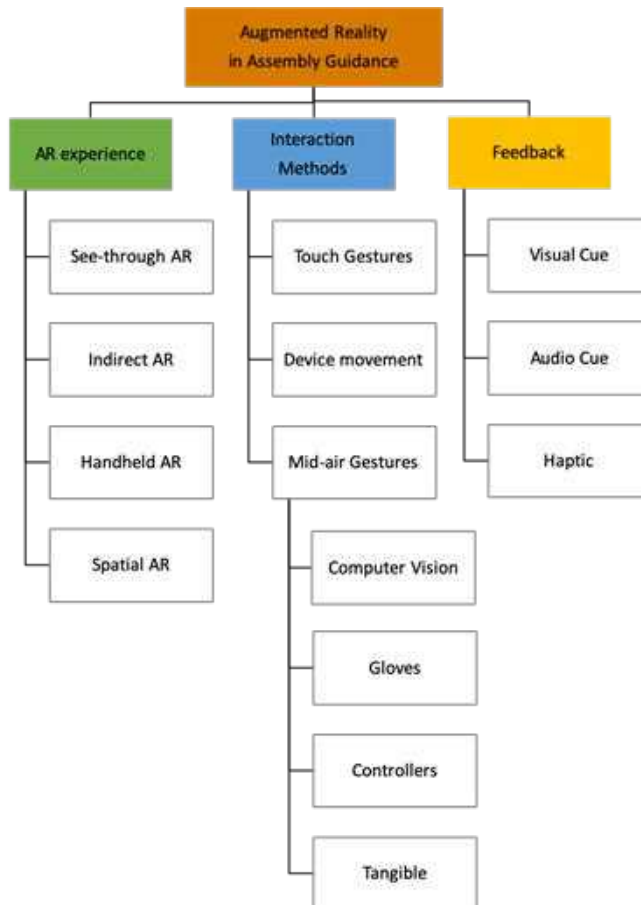 Augmented Reality
in Assembly Guidance
AR experience
Interaction
Methods
Feedback
See-through AR
Touch Gestures
Visual Cue
Indirect AR
Device movement
Audio Cue
Handheld AR
Mid-air Gestures
Haptic
Spatial AR
Computer Vision
Gloves
Controllers
Tangible